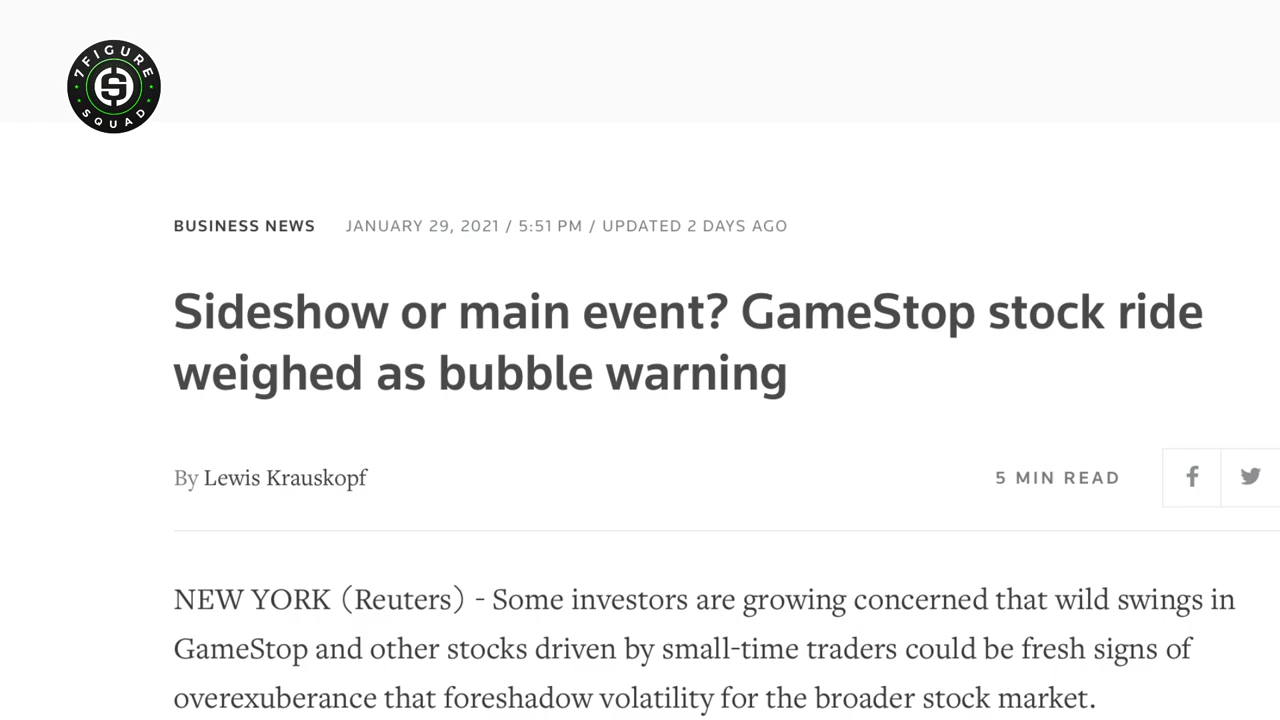 7FIGURE
SQUAD
BUSINESS NEWS JANUARY 29, 2021 / 5:51 PM / UPDATED 2 DAYS AGO
Sideshow or main event? GameStop stock ride
weighed as bubble warning
By Lewis Krauskopf 5 MIN READ
NEW YORK (Reuters) - Some investors are growing concerned that wild swings in
GameStop and other stocks driven by small-time traders could be fresh signs of
overexuberance that foreshadow volatility for the broader stock market.